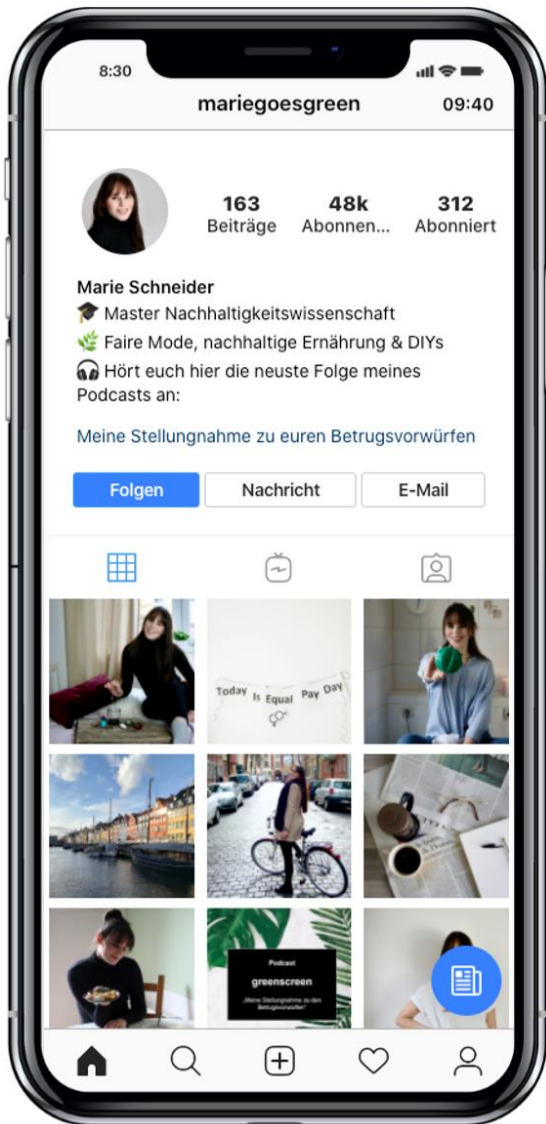 8:30
mariegoesgreen 09:40
163 48k 312
Beiträge Abonnen... Abonniert
Marie Schneider
🎓 Master Nachhaltigkeitswissenschaft
🌿 Faire Mode, nachhaltige Ernährung & DIYs
🎧 Hört euch hier die neuste Folge meines
Podcasts an:
Meine Stellungnahme zu euren Betrugsvorwürfen
Folgen Nachricht E-Mail
Today Is Equal Pay Day
Podcast
greenscreen
„Meine Stellungnahme zu den
Betrugsvorwürfen"